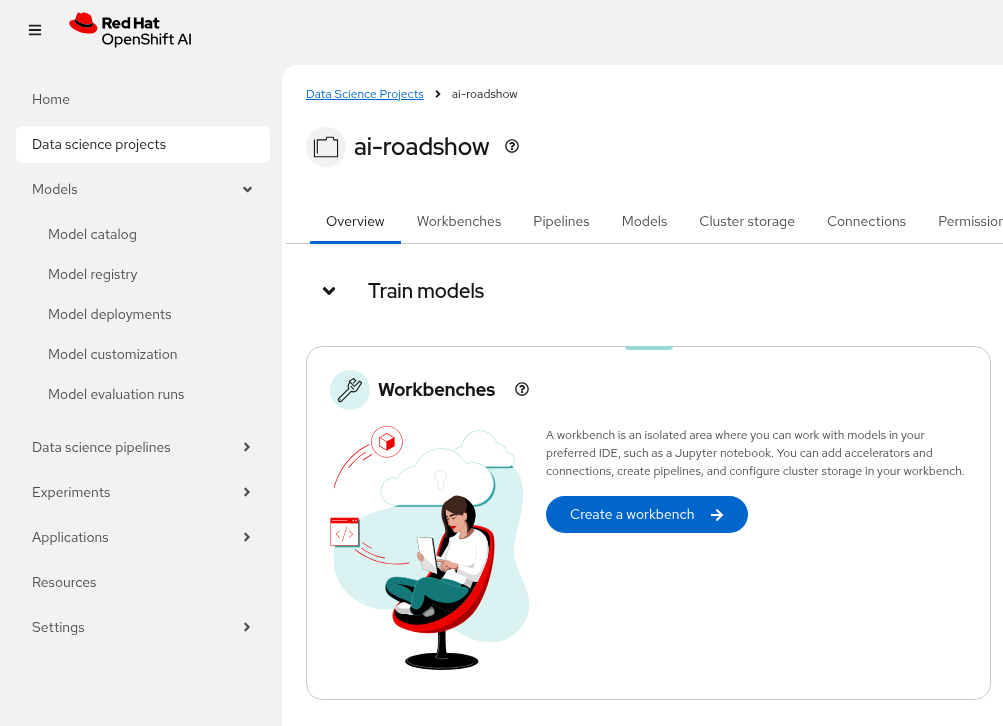 Red Hat
OpenShift AI
Home
Data science projects
Models
Model catalog
Model registry
Model deployments
Model customization
Model evaluation runs
Data science pipelines
Experiments
Applications
Resources
Settings
Data Science Projects ai-roadshow
ai-roadshow
Overview Workbenches Pipelines Models Cluster storage Connections Permission
Train models
Workbenches
A workbench is an isolated area where you can work with models in your
preferred IDE, such as a Jupyter notebook. You can add accelerators and
connections, create pipelines, and configure cluster storage in your workbench.
</>
Create a workbench